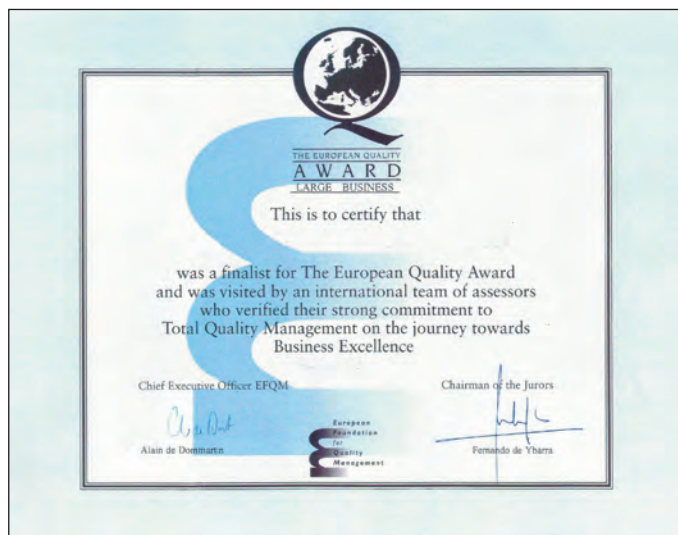 THE EUROPEAN QUALITY
AWARD
LARGE BUSINESS
This is to certify that
was a finalist for The European Quality Award
and was visited by an international team of assessors
who verified their strong commitment to
Total Quality Management on the journey towards
Business Excellence
Chief Executive Officer EFQM
Chairman of the Jurors
Alain de Dommartin
Fernando de Ybarra
European
Foundation
for
Quality
Management